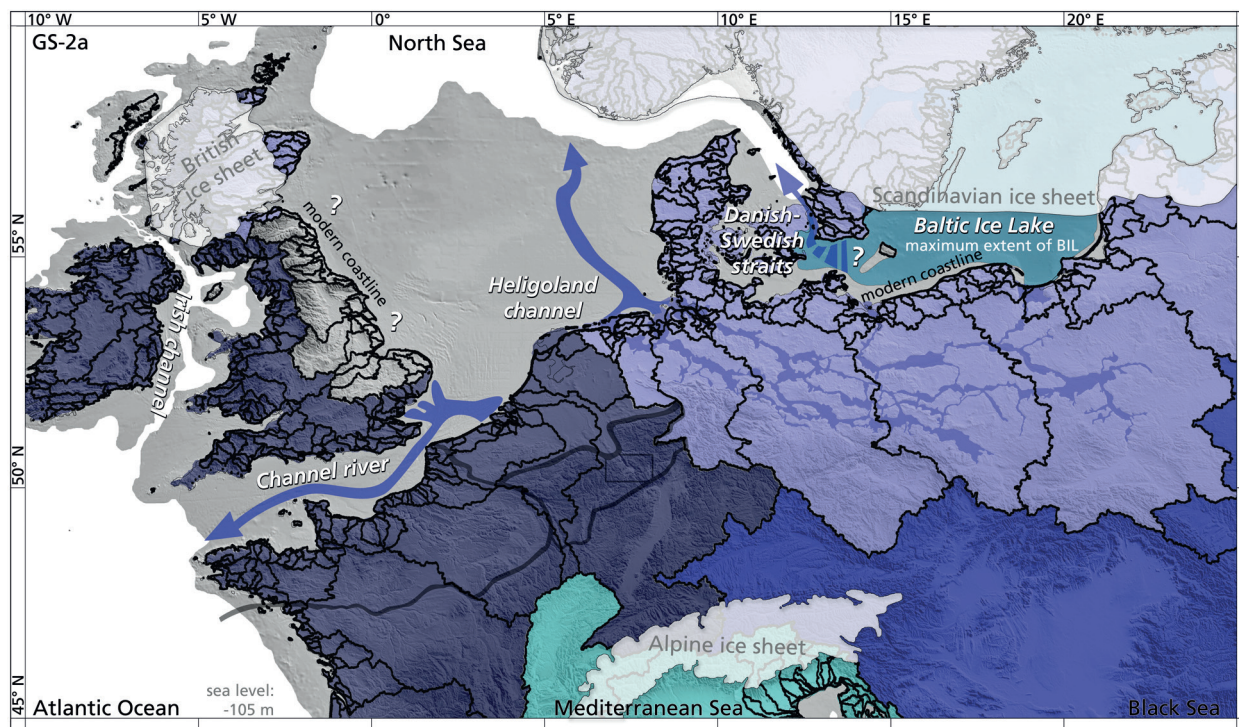 10° W
5° W
0°
5° E
10° E
15° E
20° E
GS-2a
North Sea
British
ice sheet
?
modern coastline
Scandinavian ice sheet
Baltic Ice Lake
maximum extent of BIL
Danish-
Swedish
straits
?
modern coastline
55° N
Heligoland
channel
?
Irish Channel
50° N
Channel river
Alpine ice sheet
45° N
sea level:
-105 m
Atlantic Ocean
Mediterranean Sea
Black Sea